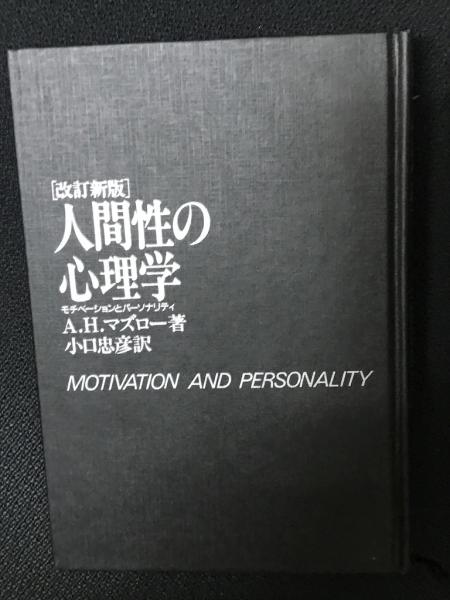 [改訂新版]
人間性の
心理学
モチベーションとパーソナリティ
A.H.マズロー著
小口忠彦訳
MOTIVATION AND PERSONALITY